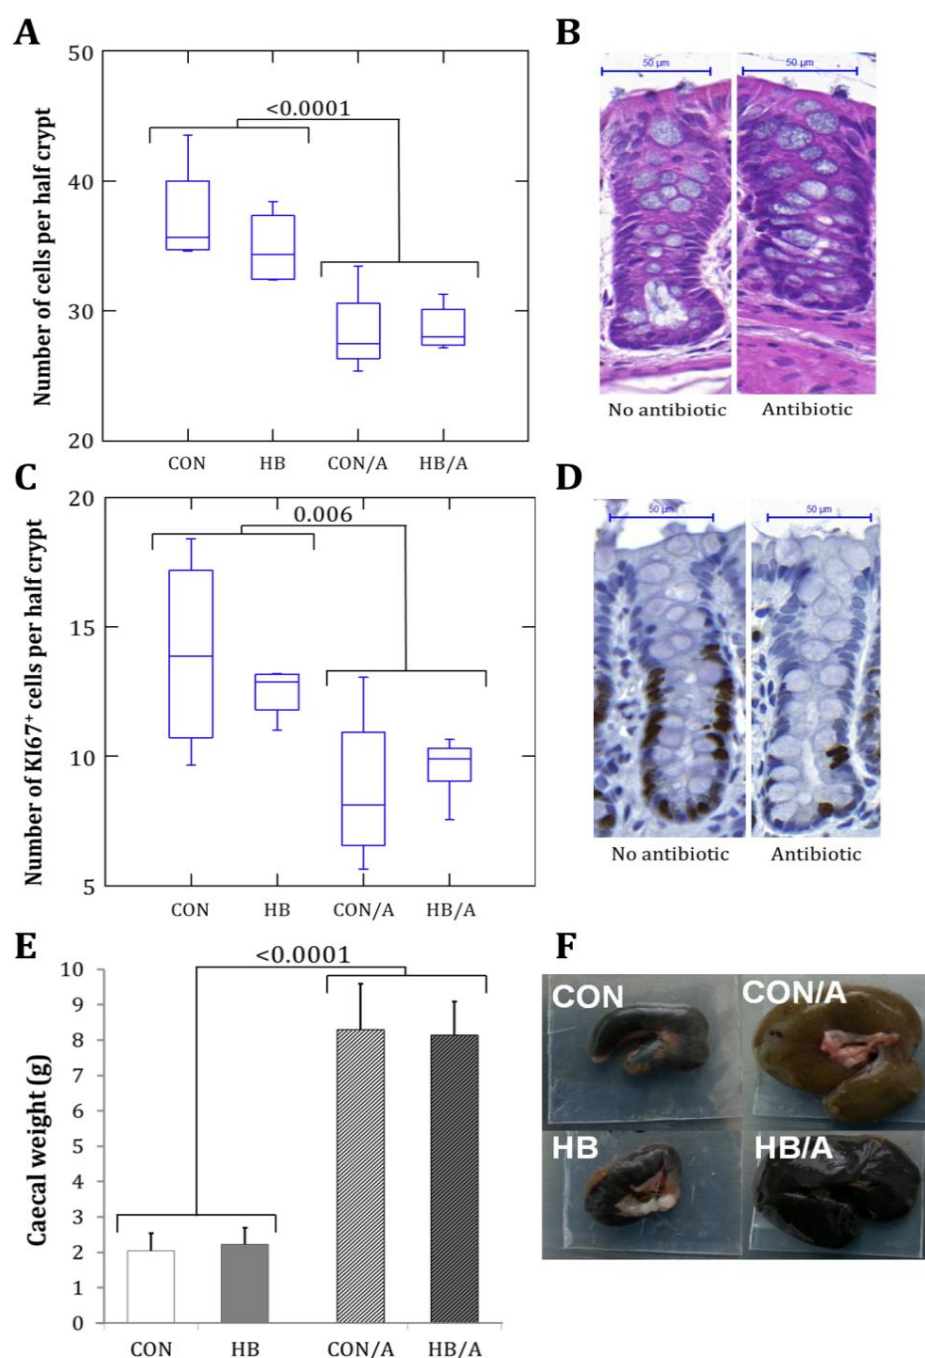 A
Number of cells per half crypt
50
40
30
20
<0.0001
CON HB CON/A HB/A
B
50 µm 50 µm
No antibiotic Antibiotic
C
Number of KI67⁺ cells per half crypt
20
15
10
5
0.006
CON HB CON/A HB/A
D
50 µm 50 µm
No antibiotic Antibiotic
E
Caecal weight (g)
10
9
8
7
6
5
4
3
2
1
0
<0.0001
CON HB CON/A HB/A
F
CON CON/A
HB HB/A